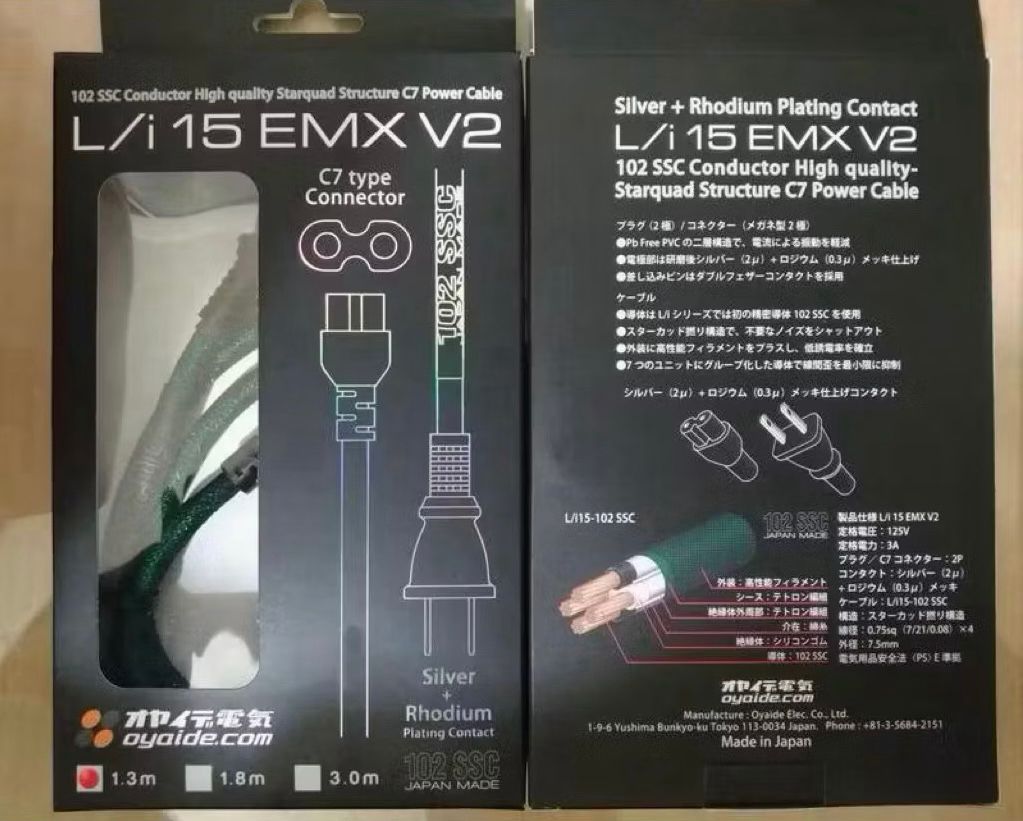 102 SSC Conductor High quality Starquad Structure C7 Power Cable
L/i 15 EMX V2
C7 type
Connector
102 SSC
JAPAN MADE
Silver
+
Rhodium
Plating Contact
オヤイデ電気
oyaide.com
1.3m
1.8m
3.0m
102 SSC
JAPAN MADE
Silver + Rhodium Plating Contact
L/i 15 EMX V2
102 SSC Conductor High quality-
Starquad Structure C7 Power Cable
プラグ（2極）/ コネクター（メガネ型2極）
●Pb Free PVC の二層構造で、電流による振動を軽減
●電極部は研磨後シルバー（2μ）+ ロジウム（0.3μ）メッキ仕上げ
●差し込みピンはダブルフェザーコンタクトを採用
ケーブル
●導体は L/i シリーズでは初の精密導体 102 SSC を使用
●スターカッド撚り構造で、不要なノイズをシャットアウト
●外装に高性能フィラメントをプラスし、低誘電率を確立
●7つのユニットにグループ化した導体で線間歪を最小限に抑制
シルバー（2μ）+ ロジウム（0.3μ）メッキ仕上げコンタクト
L/i15-102 SSC
102 SSC
JAPAN MADE
外装：高性能フィラメント
シース：テトロン編組
絶縁体外周部：テトロン編組
介在：綿糸
絶縁体：シリコンゴム
導体：102 SSC
製品仕様 L/i 15 EMX V2
定格電圧：125V
定格電力：3A
プラグ / C7 コネクター：2P
コンタクト：シルバー（2μ）
+ ロジウム（0.3μ）メッキ
ケーブル：L/i15-102 SSC
構造：スターカッド撚り構造
線径：0.75sq（7/21/0.08）×4
外径：7.5mm
電気用品安全法〈PS〉E 準拠
オヤイデ電気
oyaide.com
Manufacture : Oyaide Elec. Co., Ltd.
1-9-6 Yushima Bunkyo-ku Tokyo 113-0034 Japan. Phone : +81-3-5684-2151
Made in Japan